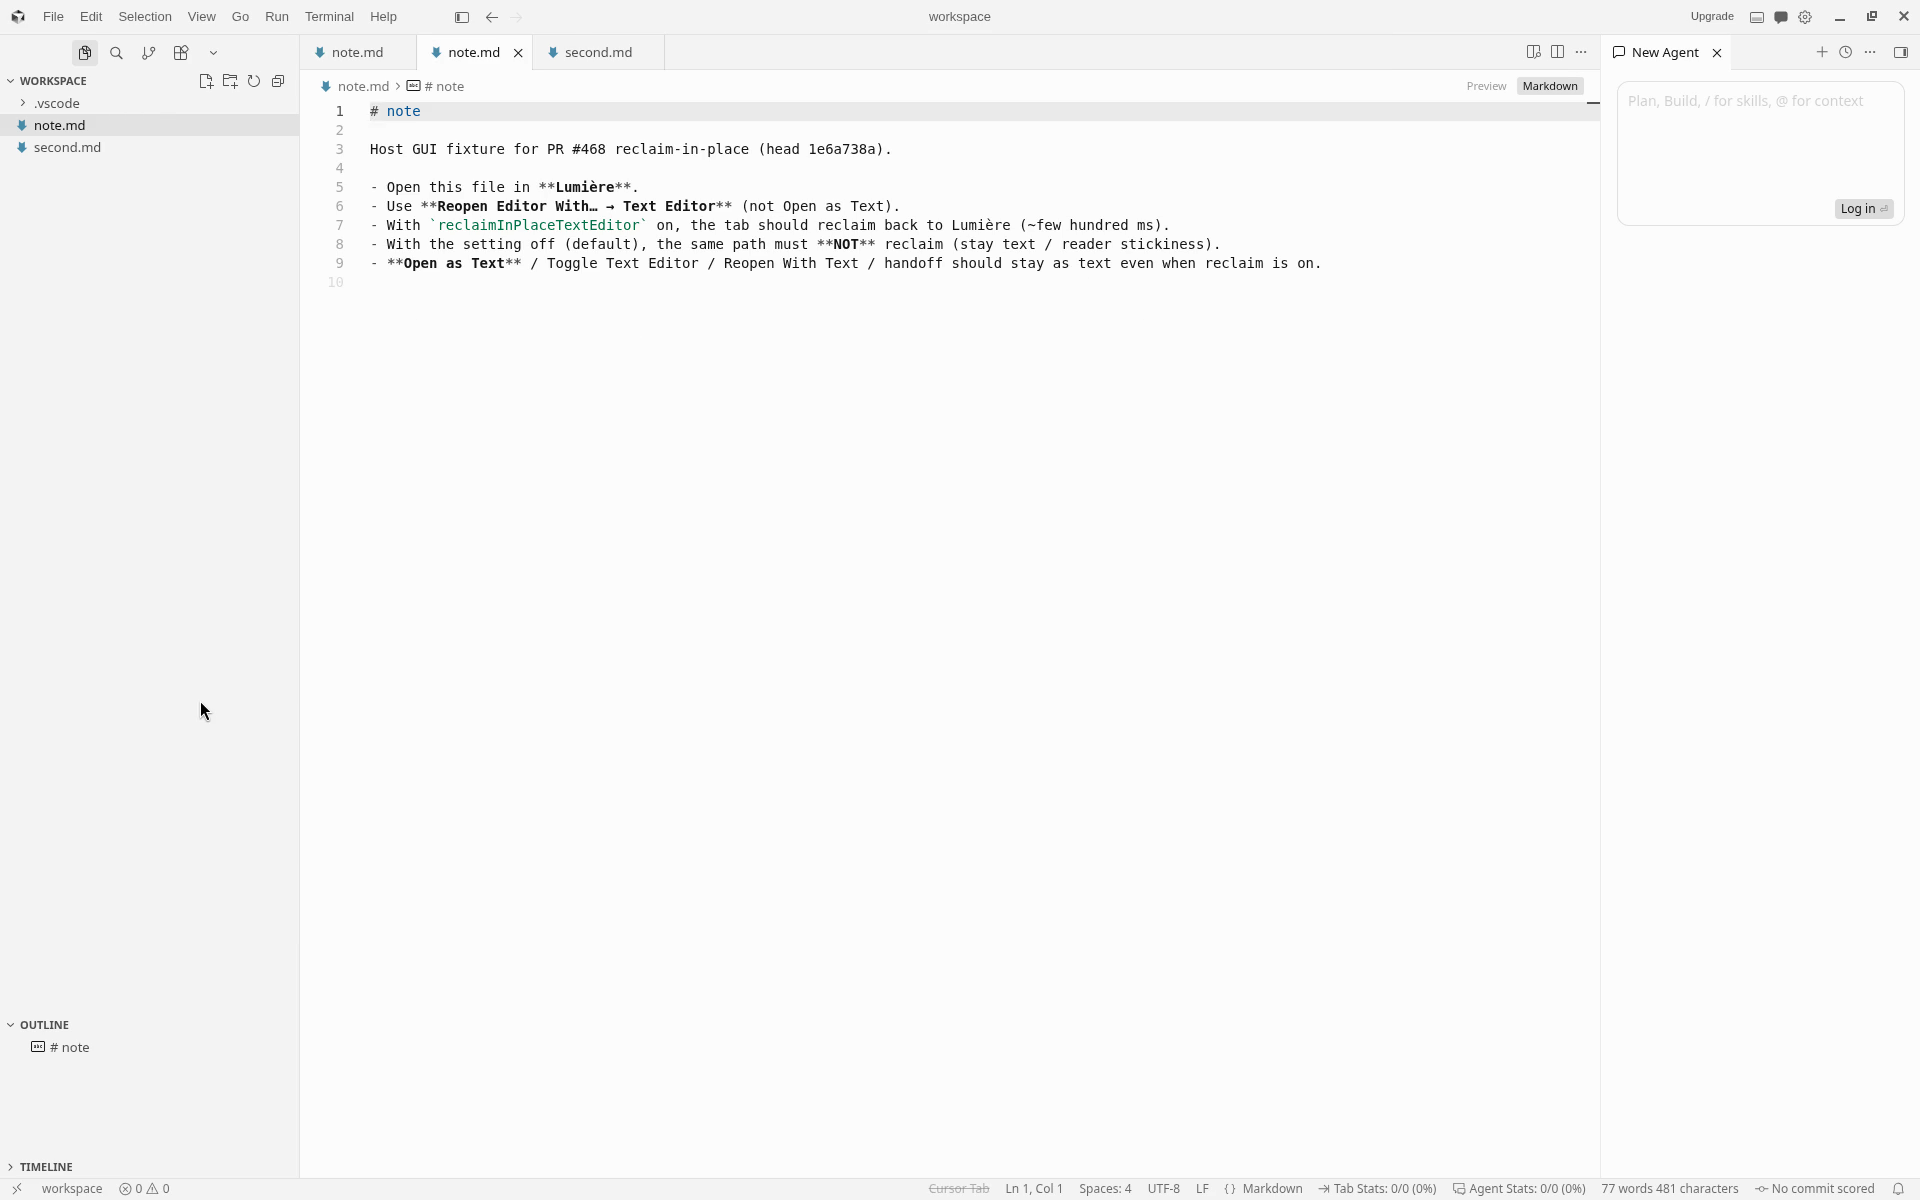 File Edit Selection View Go Run Terminal Help
workspace
Upgrade
WORKSPACE
.vscode
note.md
second.md
note.md
note.md
second.md
note.md > # note
Preview Markdown
1 # note
2
3 Host GUI fixture for PR #468 reclaim-in-place (head 1e6a738a).
4
5 - Open this file in **Lumière**.
6 - Use **Reopen Editor With… → Text Editor** (not Open as Text).
7 - With `reclaimInPlaceTextEditor` on, the tab should reclaim back to Lumière (~few hundred ms).
8 - With the setting off (default), the same path must **NOT** reclaim (stay text / reader stickiness).
9 - **Open as Text** / Toggle Text Editor / Reopen With Text / handoff should stay as text even when reclaim is on.
10
New Agent
Plan, Build, / for skills, @ for context
Log in ⏎
OUTLINE
# note
TIMELINE
workspace 0 0
Cursor Tab Ln 1, Col 1 Spaces: 4 UTF-8 LF { } Markdown Tab Stats: 0/0 (0%) Agent Stats: 0/0 (0%) 77 words 481 characters No commit scored